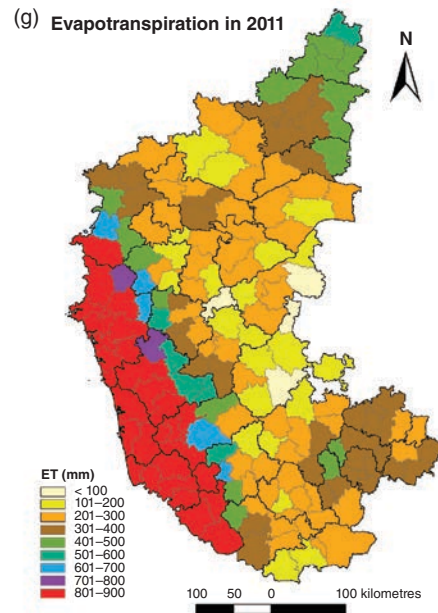 (g) Evapotranspiration in 2011
N
ET (mm)
< 100
101–200
201–300
301–400
401–500
501–600
601–700
701–800
801–900
100 50 0 100 kilometres